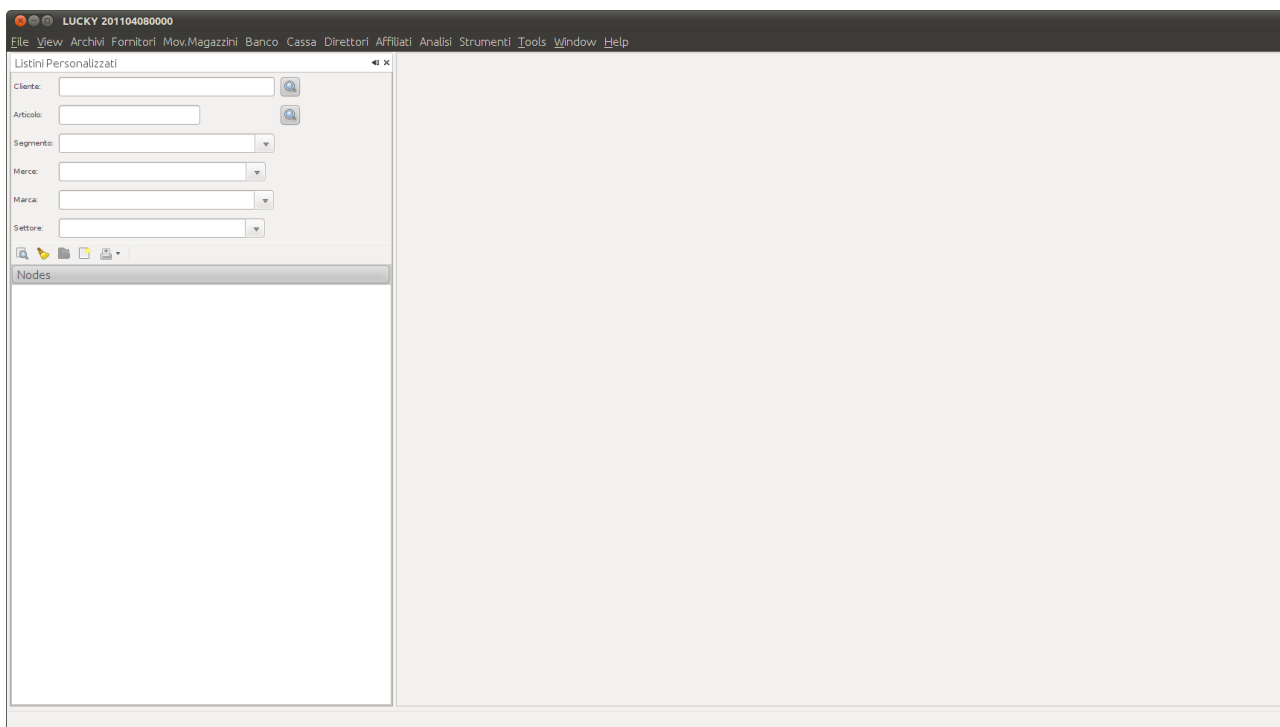 LUCKY 201104080000
File View Archivi Fornitori Mov.Magazzini Banco Cassa Direttori Affiliati Analisi Strumenti Tools Window Help
Listini Personalizzati
Cliente:
Articolo:
Segmento:
Merce:
Marca:
Settore:
Nodes